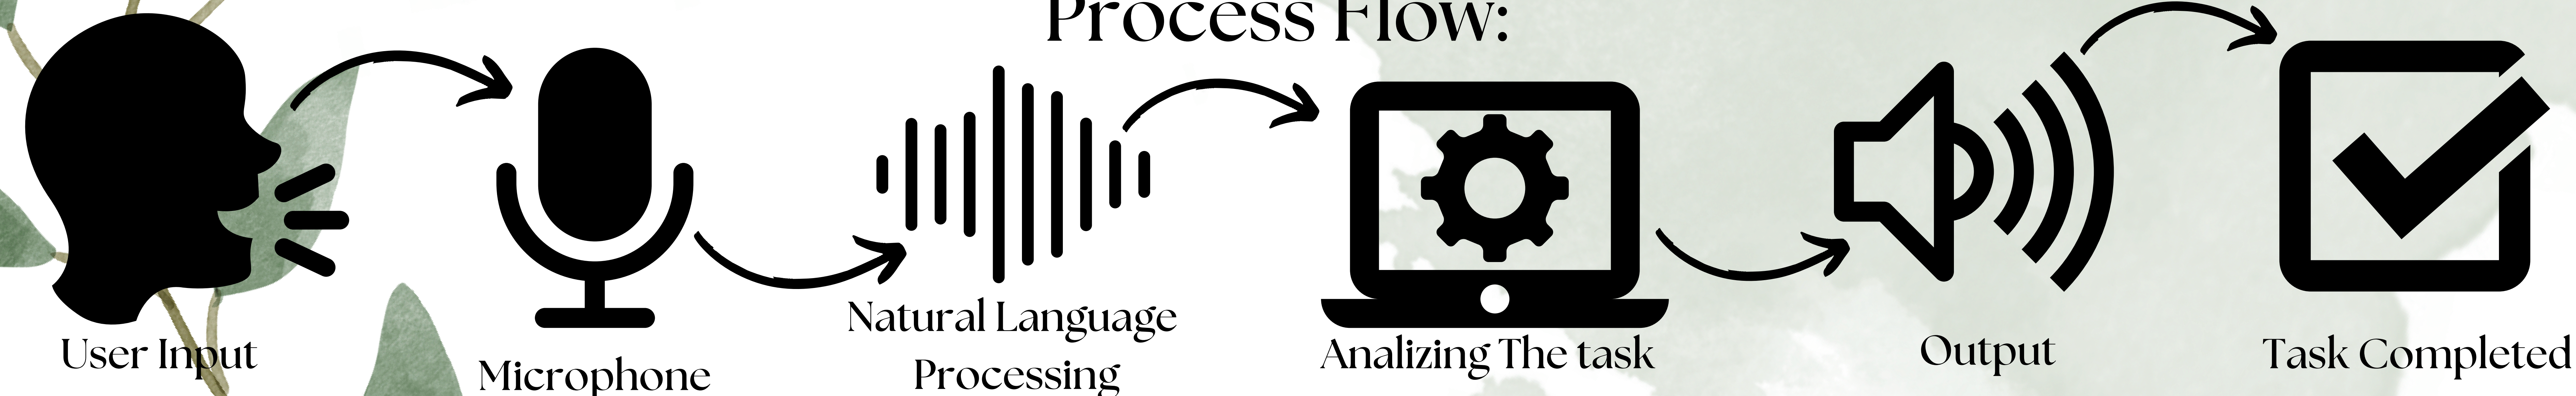 Process Flow:
User Input
Microphone
Natural Language
Processing
Analizing The task
Output
Task Completed